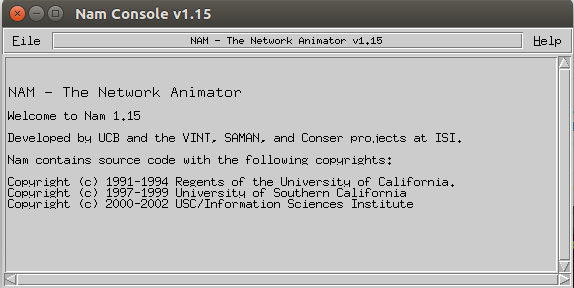 Nam Console v1.15
File NAM - The Network Animator v1.15 Help
NAM - The Network Animator
Welcome to Nam 1.15
Developed by UCB and the VINT, SAMAN, and Conser projects at ISI.
Nam contains source code with the following copyrights:
Copyright (c) 1991-1994 Regents of the University of California.
Copyright (c) 1997-1999 University of Southern California
Copyright (c) 2000-2002 USC/Information Sciences Institute